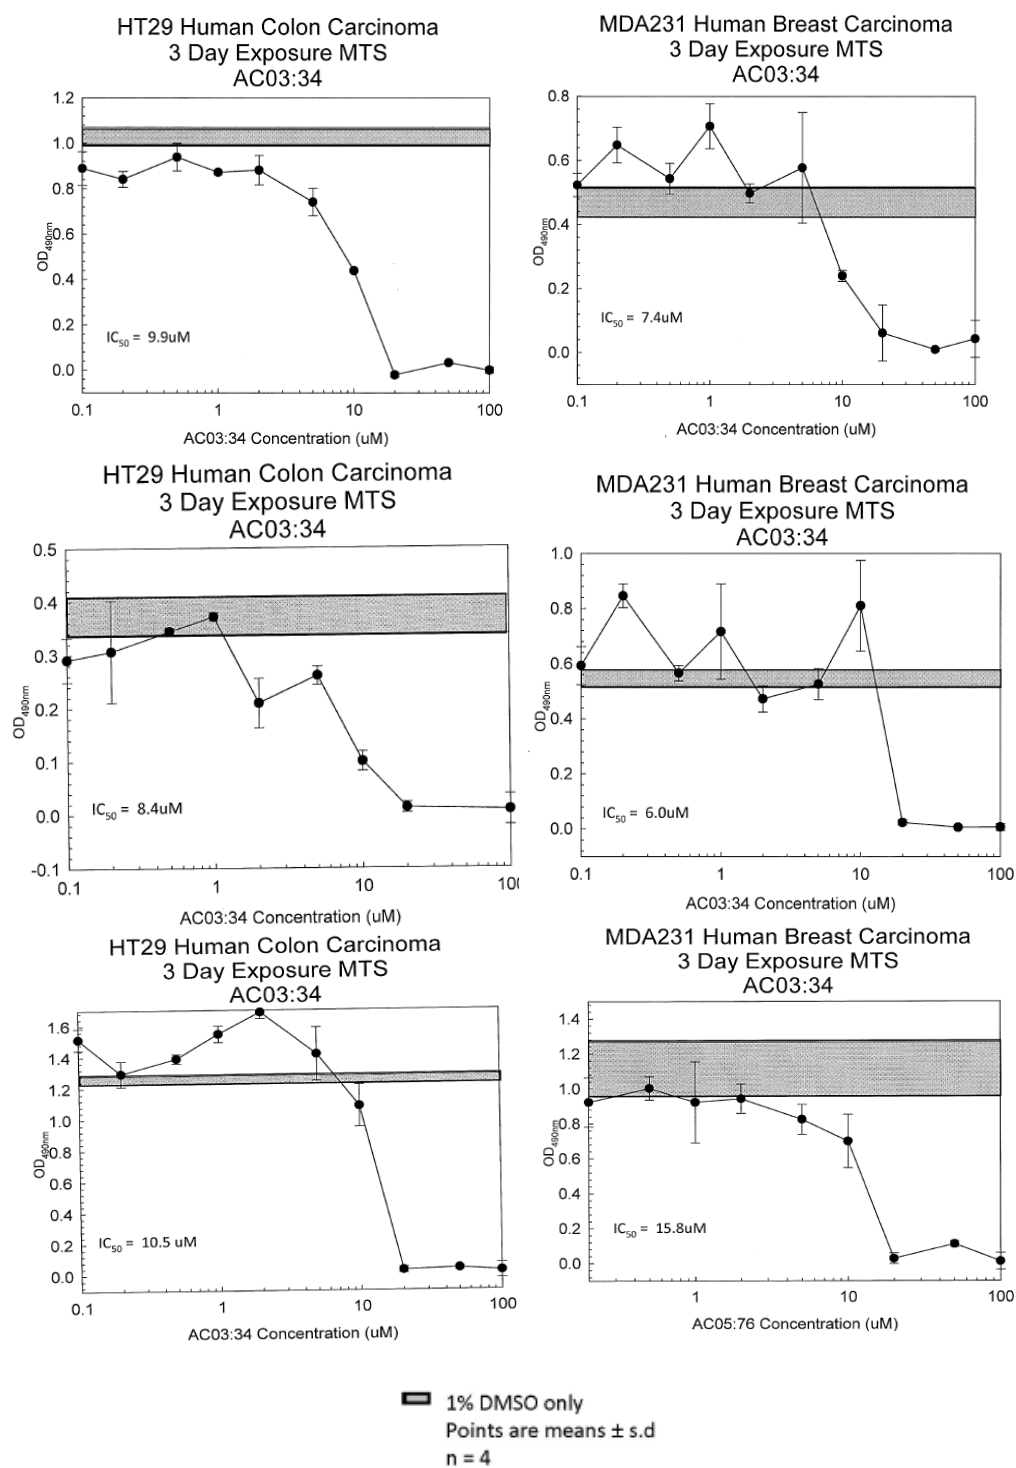 HT29 Human Colon Carcinoma
3 Day Exposure MTS
AC03:34
1.2
1.0
0.8
0.6
0.4
0.2
0.0
OD490nm
IC50 = 9.9uM
0.1 1 10 100
AC03:34 Concentration (uM)
MDA231 Human Breast Carcinoma
3 Day Exposure MTS
AC03:34
0.8
0.6
0.4
0.2
0.0
OD490nm
IC50 = 7.4uM
0.1 1 10 100
AC03:34 Concentration (uM)
HT29 Human Colon Carcinoma
3 Day Exposure MTS
AC03:34
0.5
0.4
0.3
0.2
0.1
0.0
-0.1
OD490nm
IC50 = 8.4uM
0.1 1 10 10
AC03:34 Concentration (uM)
MDA231 Human Breast Carcinoma
3 Day Exposure MTS
AC03:34
1.0
0.8
0.6
0.4
0.2
0.0
OD490nm
IC50 = 6.0uM
0.1 1 10 100
AC03:34 Concentration (uM)
HT29 Human Colon Carcinoma
3 Day Exposure MTS
AC03:34
1.6
1.4
1.2
1.0
0.8
0.6
0.4
0.2
0.0
OD490nm
IC50 = 10.5 uM
0.1 1 10 100
AC03:34 Concentration (uM)
MDA231 Human Breast Carcinoma
3 Day Exposure MTS
AC03:34
1.4
1.2
1.0
0.8
0.6
0.4
0.2
0.0
OD490nm
IC50 = 15.8uM
1 10 100
AC05:76 Concentration (uM)
1% DMSO only
Points are means ± s.d
n = 4